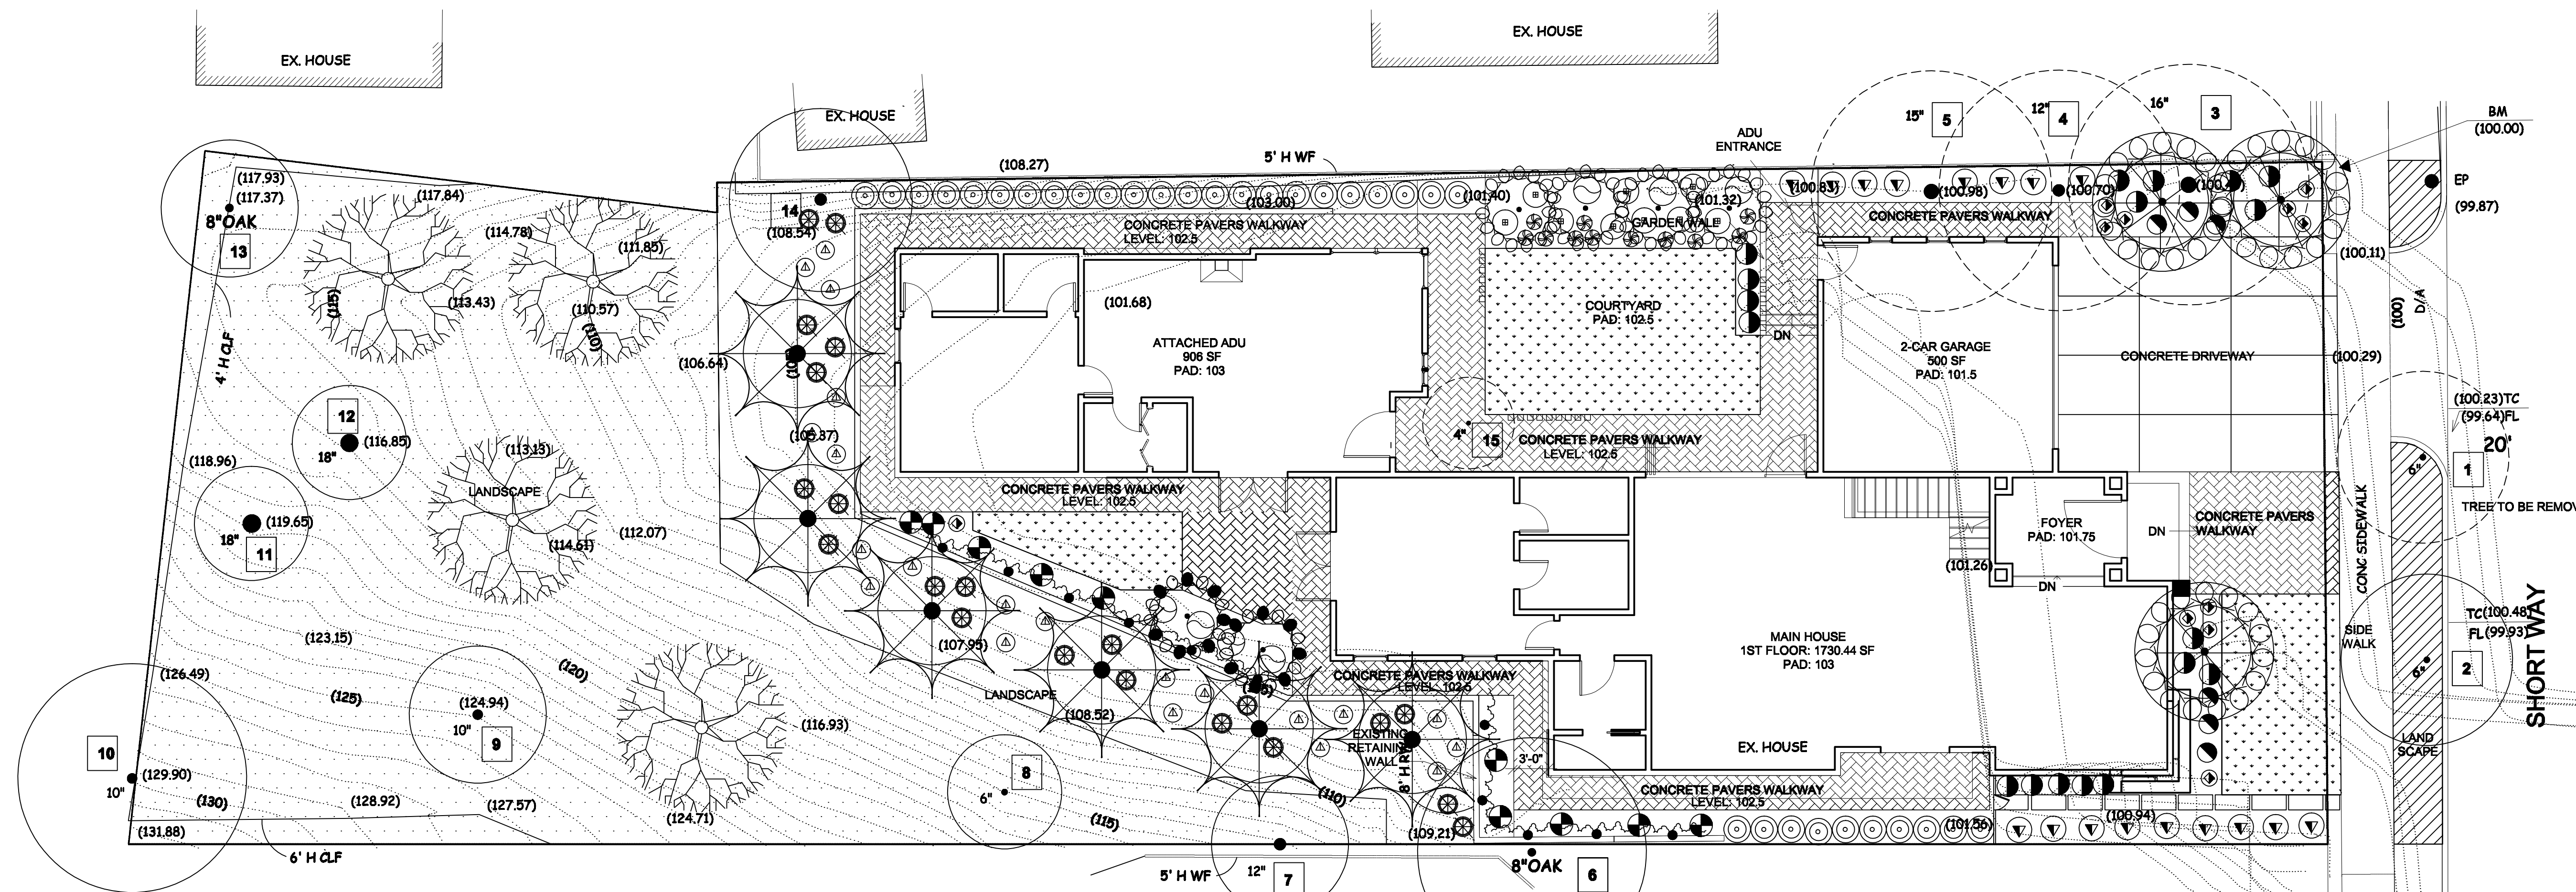 EX. HOUSE
EX. HOUSE
EX. HOUSE
15"
5
12"
4
16"
3
BM
(100.00)
ADU
ENTRANCE
5' H WF
(108.27)
(117.93)
(117.37)
8"OAK
13
(117.84)
(114.78)
(111.85)
(113.43)
(115)
(110.57)
(110)
4' H CLF
14
(108.54)
(103.00)
CONCRETE PAVERS WALKWAY
LEVEL: 102.5
(101.40)
(101.32)
GARDEN WALL
(100.83)
(100.98)
(100.70)
CONCRETE PAVERS WALKWAY
EP
(99.87)
(100.11)
(100)
D/A
(106.64)
(101.68)
ATTACHED ADU
906 SF
PAD: 103
COURTYARD
PAD: 102.5
DN
2-CAR GARAGE
500 SF
PAD: 101.5
CONCRETE DRIVEWAY
(100.29)
(100.23)TC
(99.64)FL
20'
12
18"
(116.85)
(118.96)
(119.65)
18"
11
(113.13)
LANDSCAPE
(114.61)
(112.07)
(105.37)
4"
15
CONCRETE PAVERS WALKWAY
LEVEL: 102.5
CONCRETE PAVERS WALKWAY
LEVEL: 102.5
6"
1
TREE TO BE REMOV
FOYER
PAD: 101.75
DN
DN
CONCRETE PAVERS
WALKWAY
CONC SIDEWALK
(101.26)
(107.95)
LANDSCAPE
(108.52)
MAIN HOUSE
1ST FLOOR: 1730.44 SF
PAD: 103
SIDE
WALK
TC(100.48)
FL(99.93)
6"
2
SHORT WAY
(123.15)
(126.49)
(120)
(125)
(124.94)
10"
9
(116.93)
CONCRETE PAVERS WALKWAY
LEVEL: 102.5
EXISTING
RETAINING
WALL
8' H RW
3'-0"
EX. HOUSE
LAND
SCAPE
10
(129.90)
10"
(130)
(128.92)
(127.57)
(124.71)
6"
8
(110)
(115)
CONCRETE PAVERS WALKWAY
LEVEL: 102.5
(131.88)
(109.21)
(101.56)
(100.94)
6' H CLF
5' H WF
12"
7
8"OAK
6